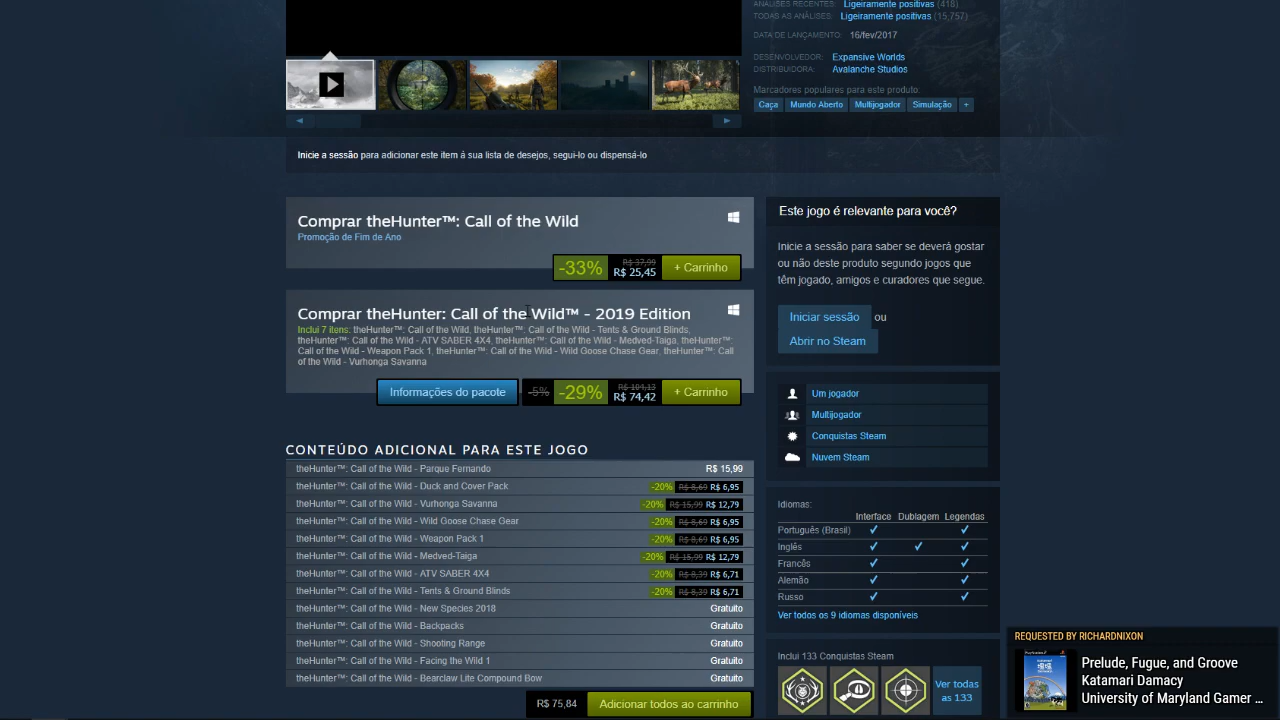 ANÁLISES RECENTES: Ligeiramente positivas (418)
TODAS AS ANÁLISES: Ligeiramente positivas (15,757)
DATA DE LANÇAMENTO: 16/fev/2017
DESENVOLVEDOR: Expansive Worlds
DISTRIBUIDORA: Avalanche Studios
Marcadores populares para este produto:
Caça Mundo Aberto Multijogador Simulação +
Inicie a sessão para adicionar este item à sua lista de desejos, segui-lo ou dispensá-lo
Comprar theHunter™: Call of the Wild
Promoção de Fim de Ano
-33% R$ 37,99 R$ 25,45 + Carrinho
Comprar theHunter: Call of the Wild™ - 2019 Edition
Inclui 7 itens: theHunter™: Call of the Wild, theHunter™: Call of the Wild - Tents & Ground Blinds,
theHunter™: Call of the Wild - ATV SABER 4X4, theHunter™: Call of the Wild - Medved-Taiga, theHunter™:
Call of the Wild - Weapon Pack 1, theHunter™: Call of the Wild - Wild Goose Chase Gear, theHunter™: Call
of the Wild - Vurhonga Savanna
Informações do pacote -5% -29% R$ 104,13 R$ 74,42 + Carrinho
CONTEÚDO ADICIONAL PARA ESTE JOGO
theHunter™: Call of the Wild - Parque Fernando R$ 15,99
theHunter™: Call of the Wild - Duck and Cover Pack -20% R$ 8,69 R$ 6,95
theHunter™: Call of the Wild - Vurhonga Savanna -20% R$ 15,99 R$ 12,79
theHunter™: Call of the Wild - Wild Goose Chase Gear -20% R$ 8,69 R$ 6,95
theHunter™: Call of the Wild - Weapon Pack 1 -20% R$ 8,69 R$ 6,95
theHunter™: Call of the Wild - Medved-Taiga -20% R$ 15,99 R$ 12,79
theHunter™: Call of the Wild - ATV SABER 4X4 -20% R$ 8,39 R$ 6,71
theHunter™: Call of the Wild - Tents & Ground Blinds -20% R$ 8,39 R$ 6,71
theHunter™: Call of the Wild - New Species 2018 Gratuito
theHunter™: Call of the Wild - Backpacks Gratuito
theHunter™: Call of the Wild - Shooting Range Gratuito
theHunter™: Call of the Wild - Facing the Wild 1 Gratuito
theHunter™: Call of the Wild - Bearclaw Lite Compound Bow Gratuito
R$ 75,84 Adicionar todos ao carrinho
Este jogo é relevante para você?
Inicie a sessão para saber se deverá gostar
ou não deste produto segundo jogos que
têm jogado, amigos e curadores que segue.
Iniciar sessão ou
Abrir no Steam
Um jogador
Multijogador
Conquistas Steam
Nuvem Steam
Idiomas:
Interface Dublagem Legendas
Português (Brasil) ✓ ✓
Inglês ✓ ✓ ✓
Francês ✓ ✓
Alemão ✓ ✓
Russo ✓ ✓
Ver todos os 9 idiomas disponíveis
Inclui 133 Conquistas Steam
Ver todas
as 133
REQUESTED BY RICHARDNIXON
Prelude, Fugue, and Groove
Katamari Damacy
University of Maryland Gamer ...